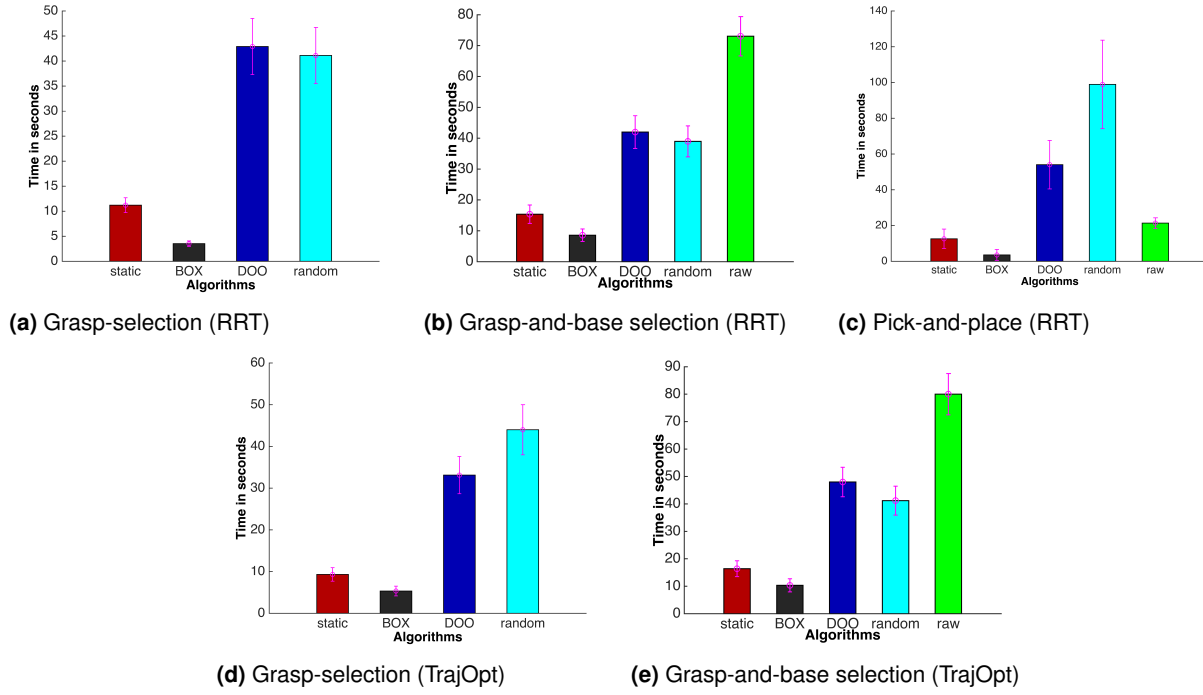 50
45
40
35
30
25
20
15
10
5
0
Time in seconds
static BOX DOO random
Algorithms
(a) Grasp-selection (RRT)
80
70
60
50
40
30
20
10
0
Time in seconds
static BOX DOO random raw
Algorithms
(b) Grasp-and-base selection (RRT)
140
120
100
80
60
40
20
0
Time in seconds
static BOX DOO random raw
Algorithms
(c) Pick-and-place (RRT)
60
50
40
30
20
10
0
Time in seconds
static BOX DOO random
Algorithms
(d) Grasp-selection (TrajOpt)
90
80
70
60
50
40
30
20
10
0
Time in seconds
static BOX DOO random raw
Algorithms
(e) Grasp-and-base selection (TrajOpt)